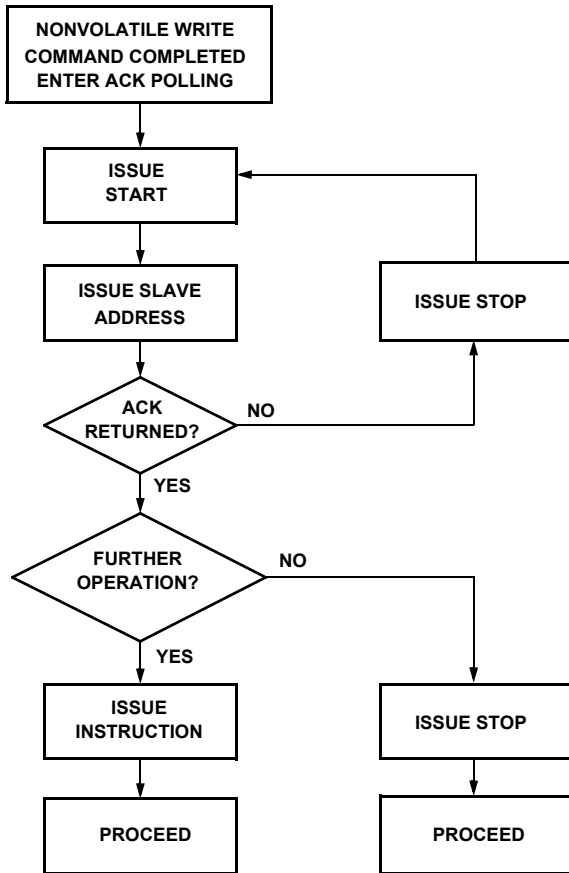 NONVOLATILE WRITE
COMMAND COMPLETED
ENTER ACK POLLING
ISSUE
START
ISSUE SLAVE
ADDRESS
ISSUE STOP
ACK
RETURNED?
NO
YES
FURTHER
OPERATION?
NO
YES
ISSUE
INSTRUCTION
ISSUE STOP
PROCEED
PROCEED